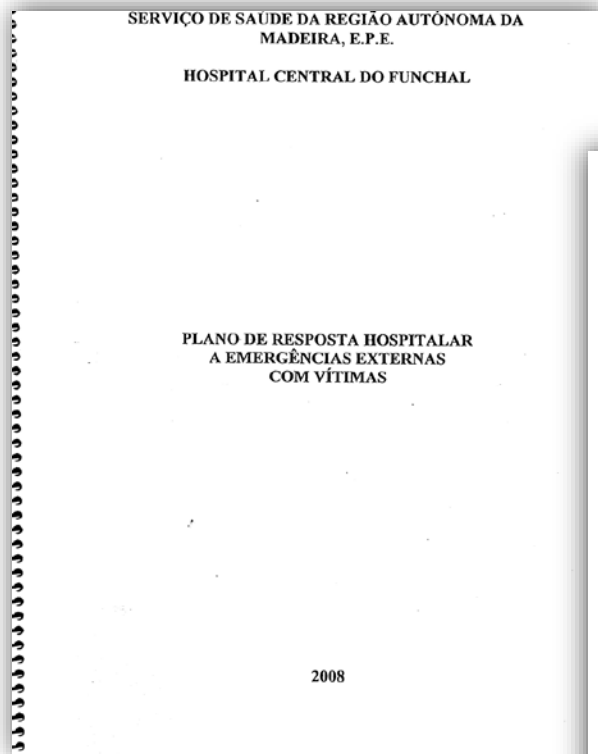 SERVIÇO DE SAÚDE DA REGIÃO AUTÓNOMA DA
MADEIRA, E.P.E.
HOSPITAL CENTRAL DO FUNCHAL
PLANO DE RESPOSTA HOSPITALAR
A EMERGÊNCIAS EXTERNAS
COM VÍTIMAS
2008